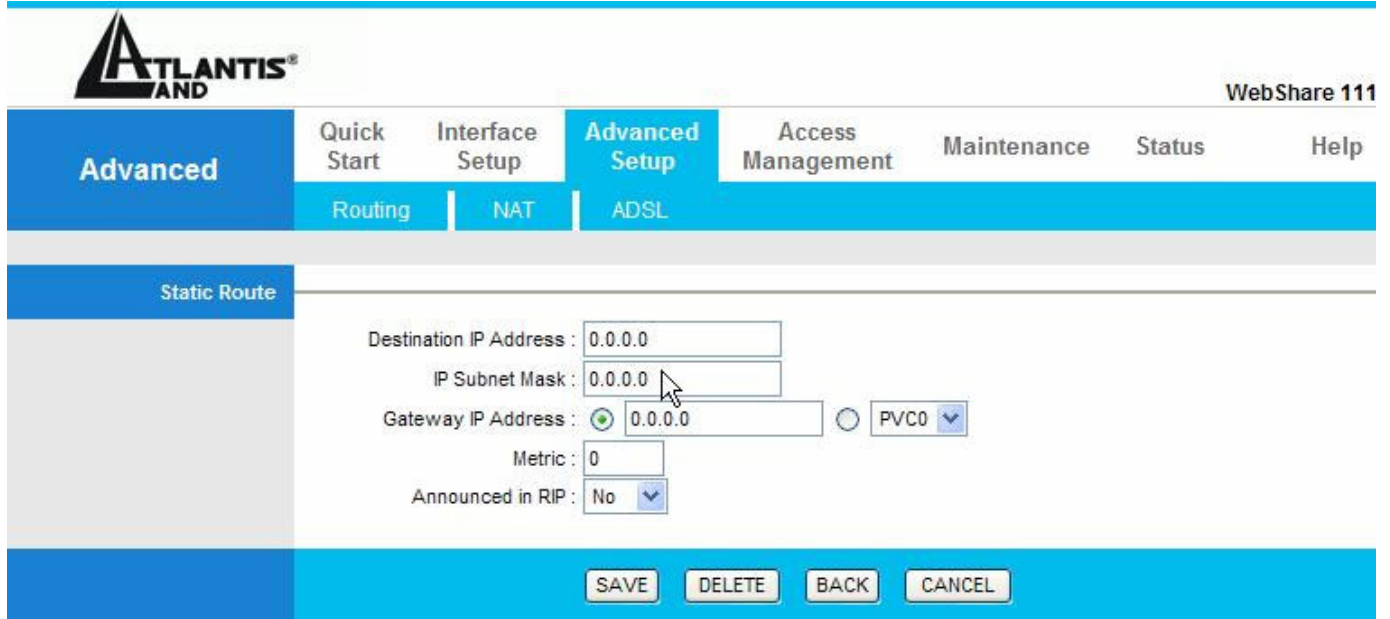 ATLANTIS®
LAND
WebShare 111
Advanced
Quick Start
Interface Setup
Advanced Setup
Access Management
Maintenance
Status
Help
Routing
NAT
ADSL
Static Route
Destination IP Address : 0.0.0.0
IP Subnet Mask : 0.0.0.0
Gateway IP Address : 0.0.0.0 PVC0
Metric : 0
Announced in RIP : No
SAVE DELETE BACK CANCEL